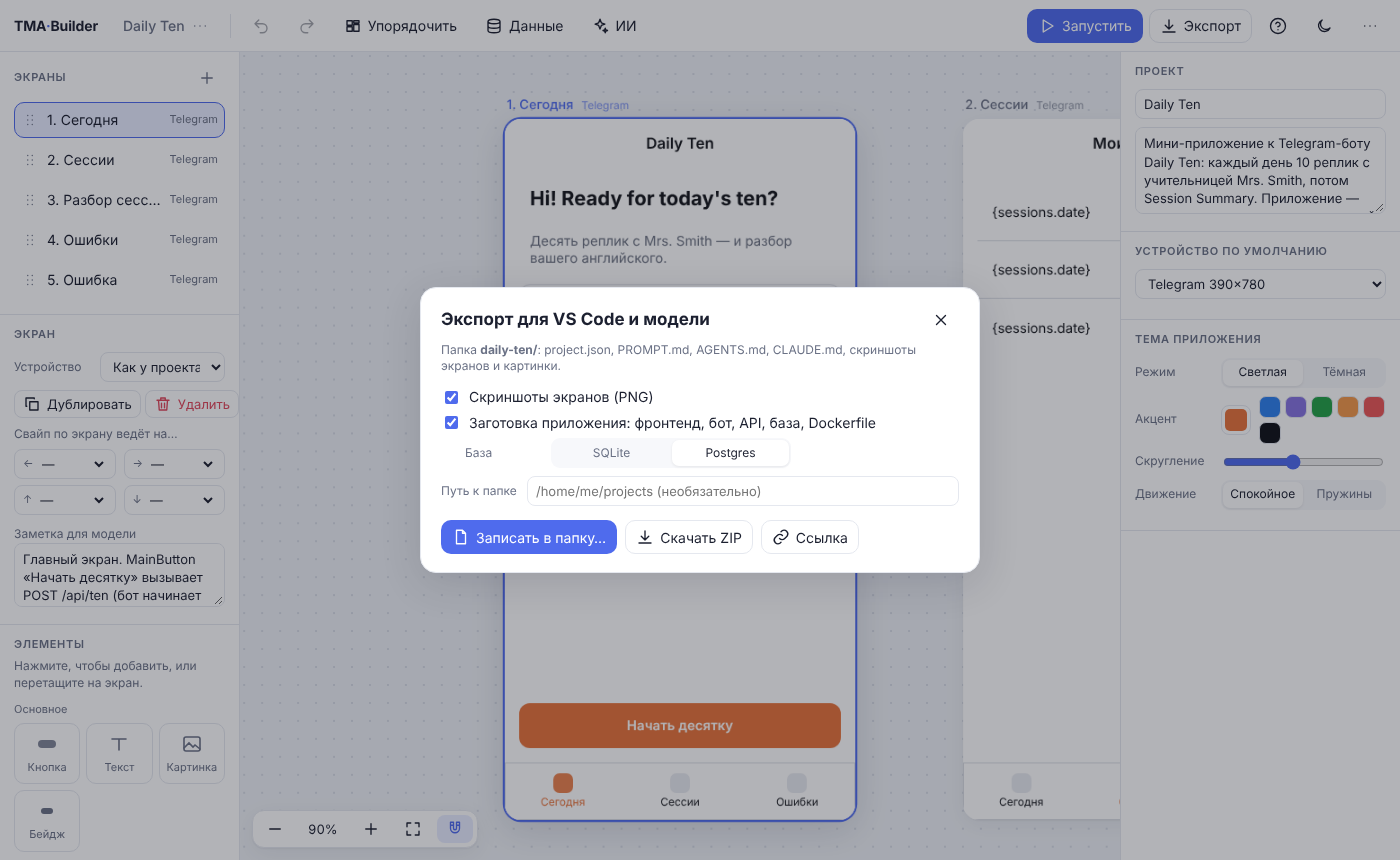 TMA·Builder
Daily Ten ···
Упорядочить
Данные
ИИ
Запустить
Экспорт
ЭКРАНЫ
1. Сегодня Telegram
2. Сессии Telegram
3. Разбор сесс... Telegram
4. Ошибки Telegram
5. Ошибка Telegram
ЭКРАН
Устройство Как у проекта
Дублировать Удалить
Свайп по экрану ведёт на...
← — → —
↑ — ↓ —
Заметка для модели
Главный экран. MainButton
«Начать десятку» вызывает
POST /api/ten (бот начинает
ЭЛЕМЕНТЫ
Нажмите, чтобы добавить, или
перетащите на экран.
Основное
Кнопка Текст Картинка
Бейдж
1. Сегодня Telegram
Daily Ten
Hi! Ready for today's ten?
Десять реплик с Mrs. Smith — и разбор
вашего английского.
Экспорт для VS Code и модели
Папка daily-ten/: project.json, PROMPT.md, AGENTS.md, CLAUDE.md, скриншоты
экранов и картинки.
Скриншоты экранов (PNG)
Заготовка приложения: фронтенд, бот, API, база, Dockerfile
База SQLite Postgres
Путь к папке /home/me/projects (необязательно)
Записать в папку... Скачать ZIP Ссылка
Начать десятку
Сегодня Сессии Ошибки
90%
2. Сессии Telegram
{sessions.date}
{sessions.date}
{sessions.date}
Сегодня
ПРОЕКТ
Daily Ten
Мини-приложение к Telegram-боту
Daily Ten: каждый день 10 реплик с
учительницей Mrs. Smith, потом
Session Summary. Приложение —
УСТРОЙСТВО ПО УМОЛЧАНИЮ
Telegram 390×780
ТЕМА ПРИЛОЖЕНИЯ
Режим Светлая Тёмная
Акцент
Скругление
Движение Спокойное Пружины